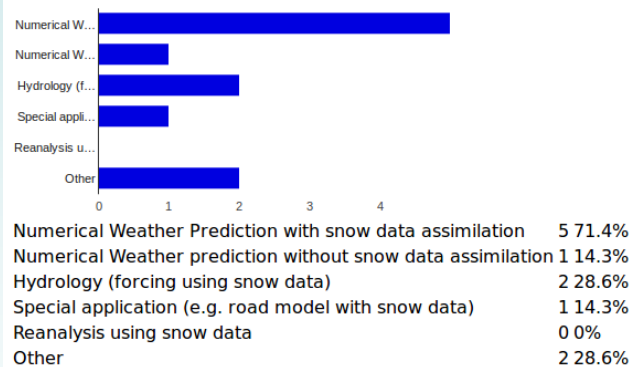 Numerical W...
Numerical W...
Hydrology (f...
Special appli...
Reanalysis u...
Other
0 1 2 3 4
Numerical Weather Prediction with snow data assimilation 5 71.4%
Numerical Weather prediction without snow data assimilation 1 14.3%
Hydrology (forcing using snow data) 2 28.6%
Special application (e.g. road model with snow data) 1 14.3%
Reanalysis using snow data 0 0%
Other 2 28.6%